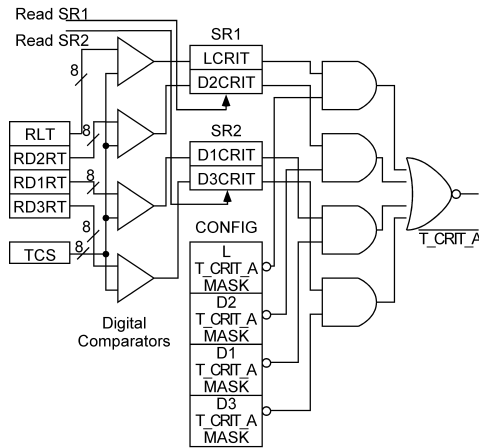 Read SR1
Read SR2
SR1
LCRIT
D2CRIT
8
8
8
8
8
RLT
RD2RT
RD1RT
RD3RT
TCS
SR2
D1CRIT
D3CRIT
CONFIG
L
T_CRIT_A
MASK
D2
T_CRIT_A
MASK
D1
T_CRIT_A
MASK
D3
T_CRIT_A
MASK
Digital
Comparators
T_CRIT_A